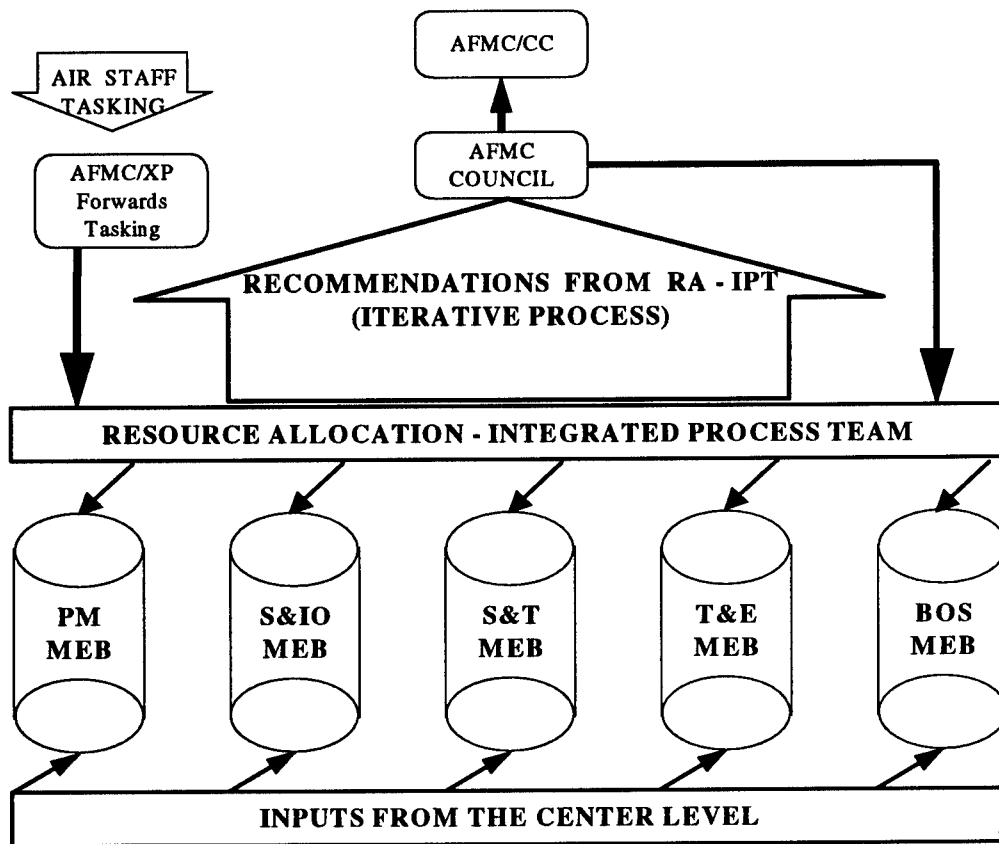 AFMC/CC
AIR STAFF
TASKING
AFMC
COUNCIL
AFMC/XP
Forwards
Tasking
RECOMMENDATIONS FROM RA - IPT
(ITERATIVE PROCESS)
RESOURCE ALLOCATION - INTEGRATED PROCESS TEAM
PM
MEB
S&IO
MEB
S&T
MEB
T&E
MEB
BOS
MEB
INPUTS FROM THE CENTER LEVEL